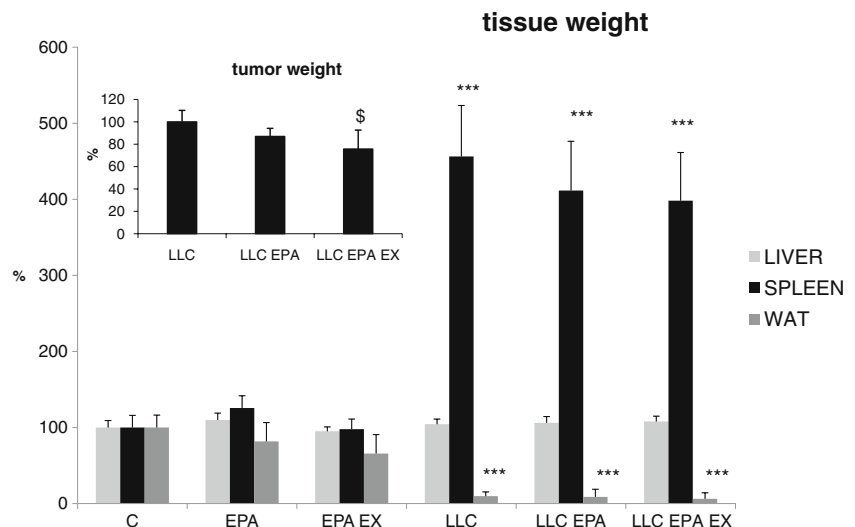 tissue weight
600
500
400
300
200
100
0
%
tumor weight
120
100
80
60
40
20
0
%
$
LLC LLC EPA LLC EPA EX
*** *** ***
*** *** ***
LIVER
SPLEEN
WAT
C EPA EPA EX LLC LLC EPA LLC EPA EX